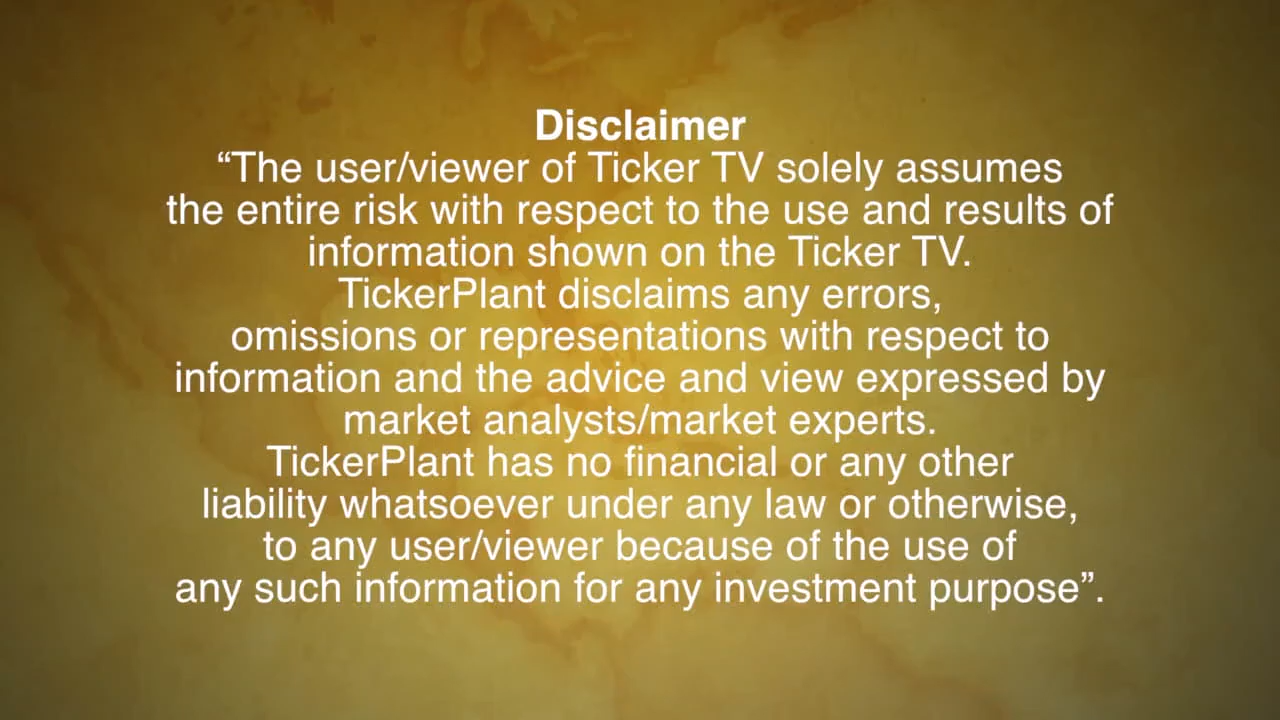 Disclaimer
“The user/viewer of Ticker TV solely assumes
the entire risk with respect to the use and results of
information shown on the Ticker TV.
TickerPlant disclaims any errors,
omissions or representations with respect to
information and the advice and view expressed by
market analysts/market experts.
TickerPlant has no financial or any other
liability whatsoever under any law or otherwise,
to any user/viewer because of the use of
any such information for any investment purpose”.